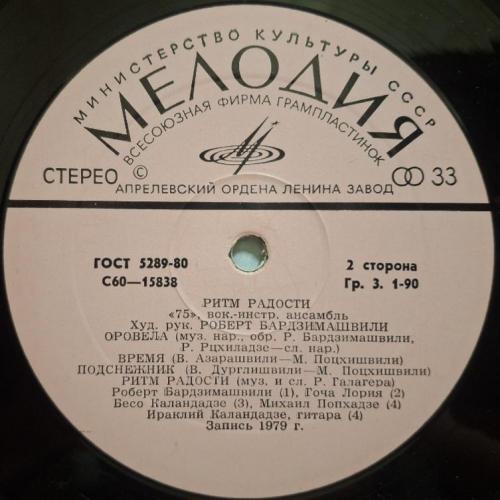 МИНИСТЕРСТВО КУЛЬТУРЫ СССР
МЕЛОДИЯ
ВСЕСОЮЗНАЯ ФИРМА ГРАМПЛАСТИНОК
СТЕРЕО © 33
АПРЕЛЕВСКИЙ ОРДЕНА ЛЕНИНА ЗАВОД
ГОСТ 5289-80 2 сторона
С60—15838 Гр. 3. 1-90
РИТМ РАДОСТИ
«75», вок.-инстр. ансамбль
Худ. рук. РОБЕРТ БАРДЗИМАШВИЛИ
ОРОВЕЛА (муз. нар., обр. Р. Бардзимашвили,
Р. Рцхиладзе—сл. нар.)
ВРЕМЯ (В. Азарашвили—М. Поцхишвили)
ПОДСНЕЖНИК (В. Дурглишвили—М. Поцхишвили)
РИТМ РАДОСТИ (муз. и сл. Р. Галагера)
Роберт Бардзимашвили (1), Гоча Лория (2)
Бесо Каландадзе (3), Михаил Попхадзе (4)
Ираклий Каландадзе, гитара (4)
Запись 1979 г.